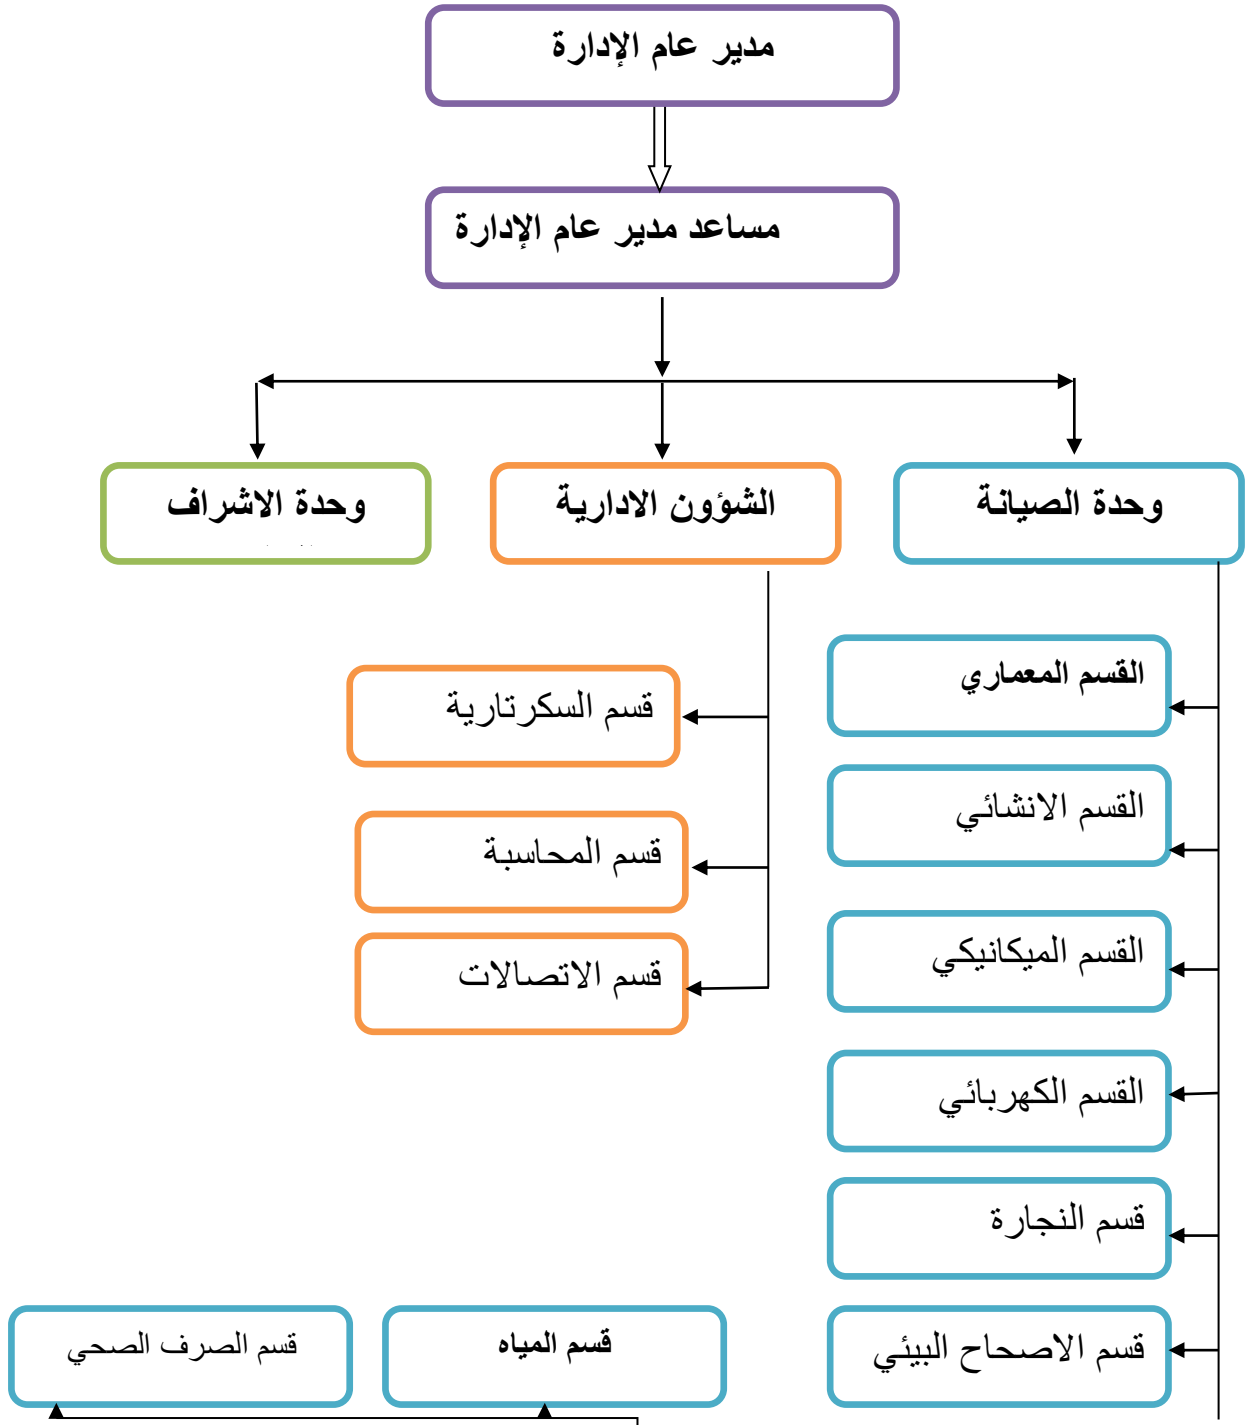 مدير عام الإدارة
مساعد مدير عام الإدارة
وحدة الصيانة
الشؤون الادارية
وحدة الاشراف
القسم المعماري
القسم الانشائي
القسم الميكانيكي
القسم الكهربائي
قسم النجارة
قسم الاصحاح البيئي
قسم السكرتارية
قسم المحاسبة
قسم الاتصالات
قسم المياه
قسم الصرف الصحي